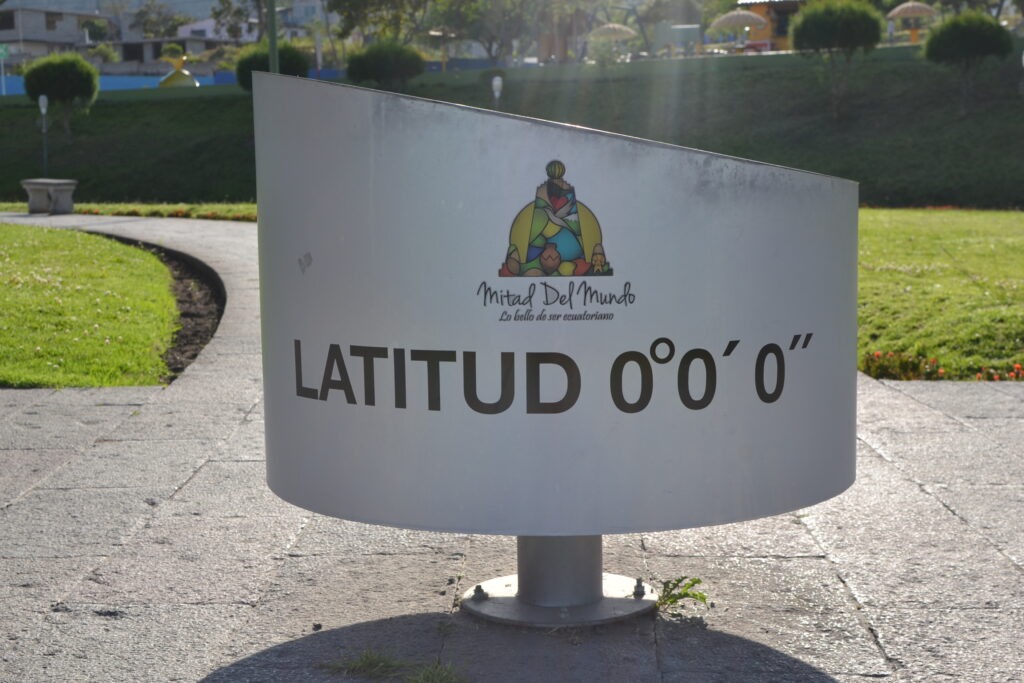 Mitad Del Mundo
Lo bello de ser ecuatoriano
LATITUD 0°0´ 0”